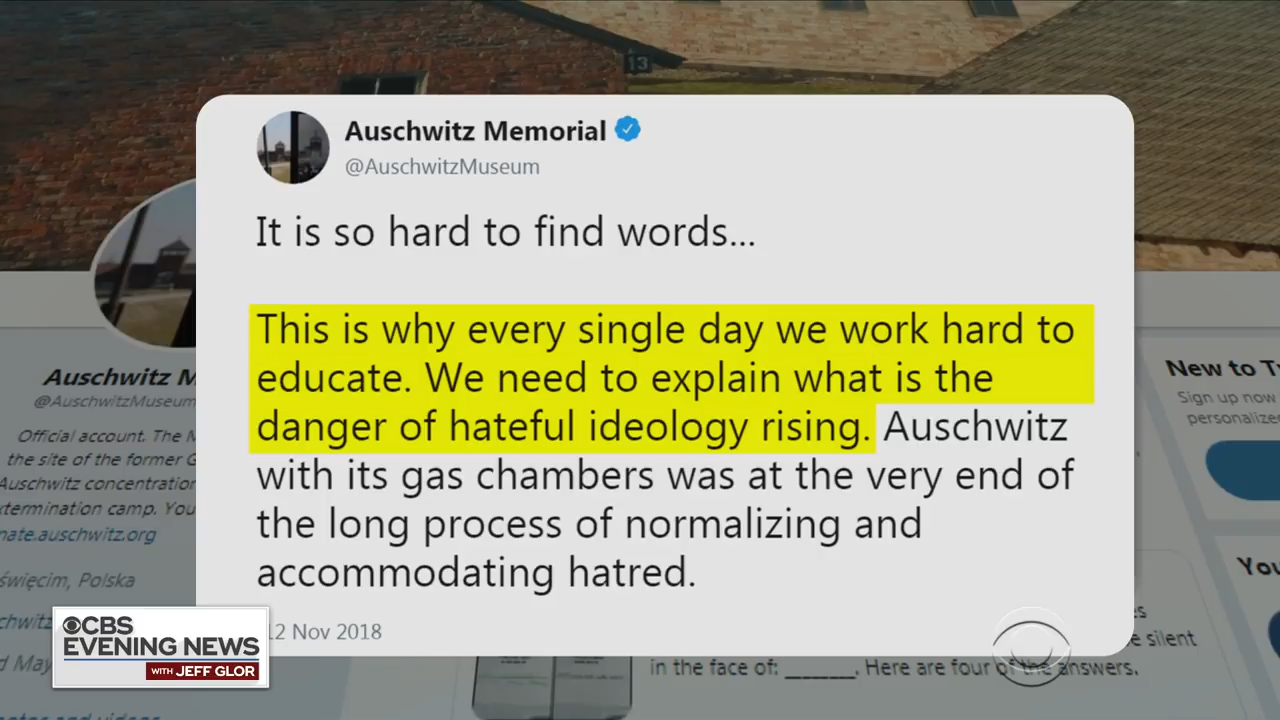 13
Auschwitz Memorial
@AuschwitzMuseum
It is so hard to find words...
This is why every single day we work hard to
educate. We need to explain what is the
danger of hateful ideology rising. Auschwitz
with its gas chambers was at the very end of
the long process of normalizing and
accommodating hatred.
12 Nov 2018
Auschwitz M
@AuschwitzMuseum
Official account. The M
the site of the former G
Auschwitz concentration
termination camp. You
nate.auschwitz.org
święcim, Polska
chwitz
d May
New to T
Sign up now
personalize
You
es
e silent
in the face of: ______. Here are four of the answers.
CBS
EVENING NEWS
WITH JEFF GLOR